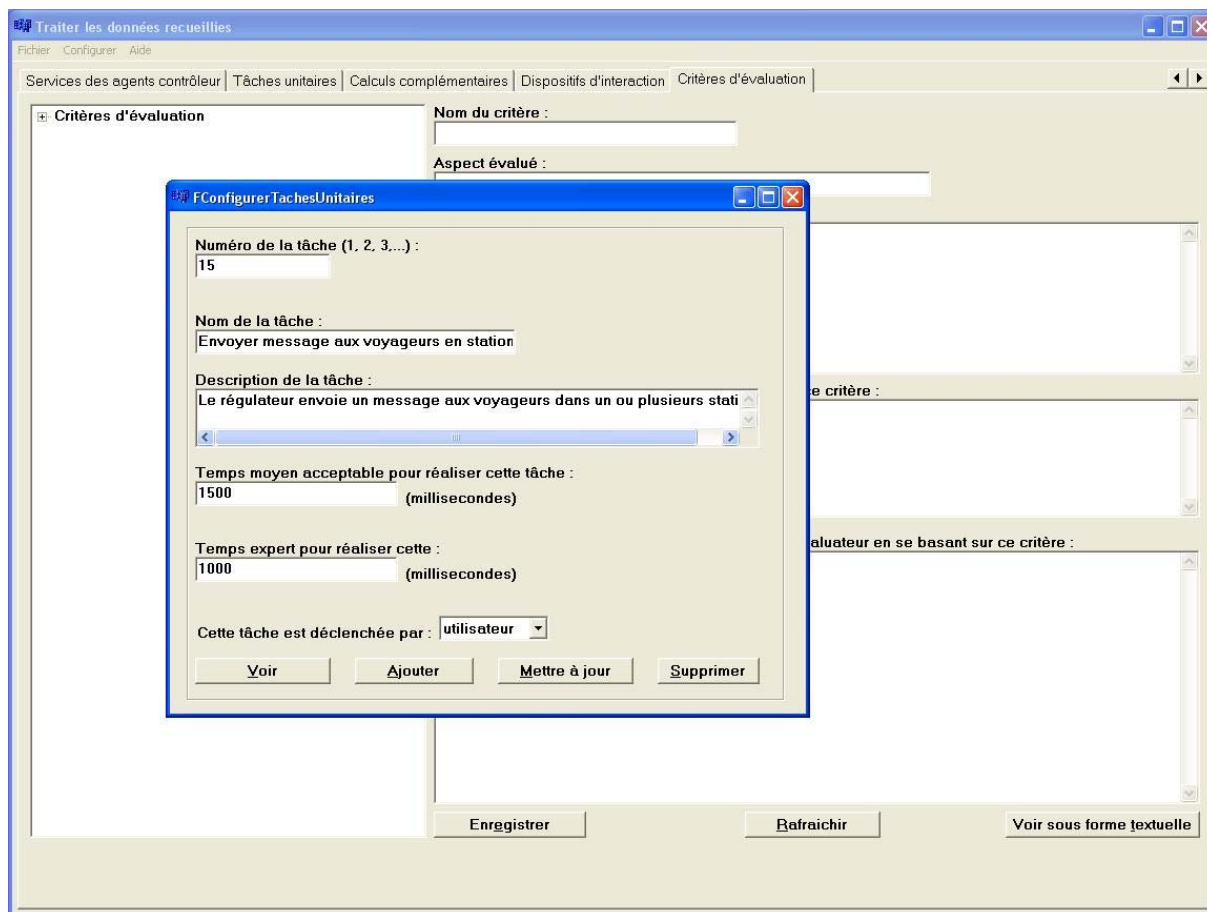 Traiter les données recueillies
Fichier Configurer Aide
Services des agents contrôleur Tâches unitaires Calculs complémentaires Dispositifs d'interaction Critères d'évaluation
Critères d'évaluation
Nom du critère :
Aspect évalué :
FConfigurerTachesUnitaires
Numéro de la tâche (1, 2, 3,...) :
15
Nom de la tâche :
Envoyer message aux voyageurs en station
Description de la tâche :
Le régulateur envoie un message aux voyageurs dans un ou plusieurs stati
Temps moyen acceptable pour réaliser cette tâche :
1500
(millisecondes)
Temps expert pour réaliser cette :
1000
(millisecondes)
Cette tâche est déclenchée par : utilisateur
Voir Ajouter Mettre à jour Supprimer
ce critère :
aluateur en se basant sur ce critère :
Enregistrer Rafraichir Voir sous forme textuelle